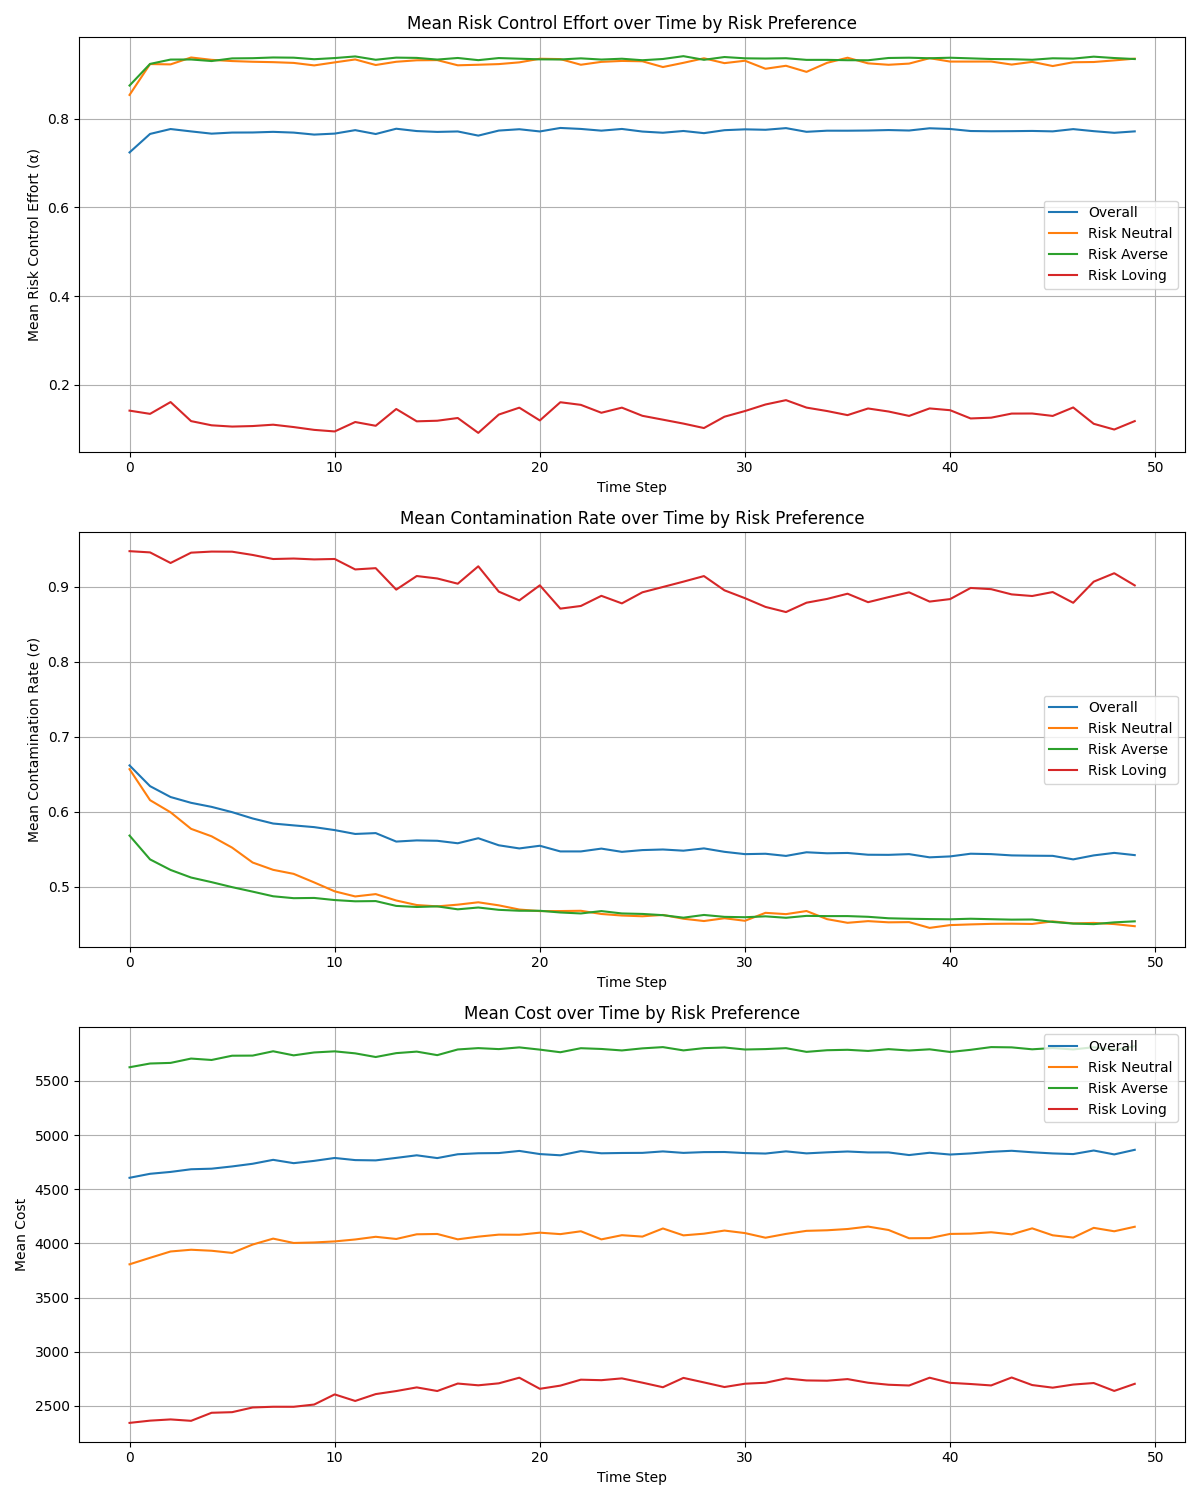 Mean Risk Control Effort over Time by Risk Preference
Mean Risk Control Effort (α)
0.8
0.6
0.4
0.2
Overall
Risk Neutral
Risk Averse
Risk Loving
0 10 20 30 40 50
Time Step
Mean Contamination Rate over Time by Risk Preference
Mean Contamination Rate (σ)
0.9
0.8
0.7
0.6
0.5
Overall
Risk Neutral
Risk Averse
Risk Loving
0 10 20 30 40 50
Time Step
Mean Cost over Time by Risk Preference
Mean Cost
5500
5000
4500
4000
3500
3000
2500
Overall
Risk Neutral
Risk Averse
Risk Loving
0 10 20 30 40 50
Time Step